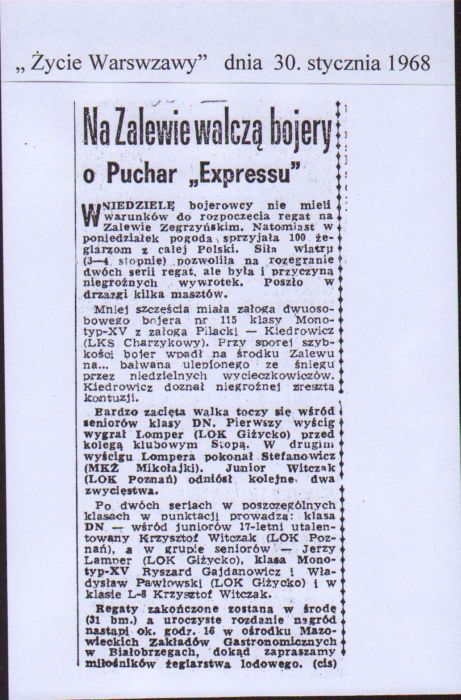 „ Życie Warswzawy” dnia 30. stycznia 1968
Na Zalewie walczą bojery
o Puchar „Expressu”
W NIEDZIELĘ bojerowcy nie mieli
warunków do rozpoczęcia regat na
Zalewie Zegrzyńskim. Natomiast w
poniedziałek pogoda sprzyjała 100 że-
glarzom z całej Polski. Siła wiatru
(3—4 stopnie) pozwoliła na rozegranie
dwóch serii regat, ale była i przyczyną
niegroźnych wywrotek. Poszło w
drzazgi kilka masztów.
Mniej szczęścia miała załoga dwuoso-
bowego bojera nr 115 klasy Mono-
typ-XV z załogą Pilacki — Kiedrowicz
(LKS Charzykowy). Przy sporej szyb-
kości bojer wpadł na środku Zalewu
na... bałwana ulepionego ze śniegu
przez niedzielnych wycieczkowiczów.
Kiedrowicz doznał niegroźnej zresztą
kontuzji.
Bardzo zacięta walka toczy się wśród
seniorów klasy DN. Pierwszy wyścig
wygrał Lomper (LOK Giżycko) przed
kolegą klubowym Stopą. W drugim
wyścigu Lompera pokonał Stefanowicz
(MKŻ Mikołajki). Junior Witczak
(LOK Poznań) odniósł kolejne dwa
zwycięstwa.
Po dwóch seriach w poszczególnych
klasach w punktacji prowadzą: klasa
DN — wśród juniorów 17-letni utalen-
towany Krzysztof Witczak (LOK Poz-
nań), a w grupie seniorów — Jerzy
Lamper (LOK Giżycko), klasa Mono-
typ-XV Ryszard Gajdanowicz i Wła-
dysław Pawłowski (LOK Giżycko) i w
klasie L-8 Krzysztof Witczak.
Regaty zakończone zostaną w środę
(31 bm.) a uroczyste rozdanie nagród
nastąpi ok. godz. 16 w ośrodku Mazo-
wieckich Zakładów Gastronomicznych
w Białobrzegach, dokąd zapraszamy
miłośników żeglarstwa lodowego. (cis)